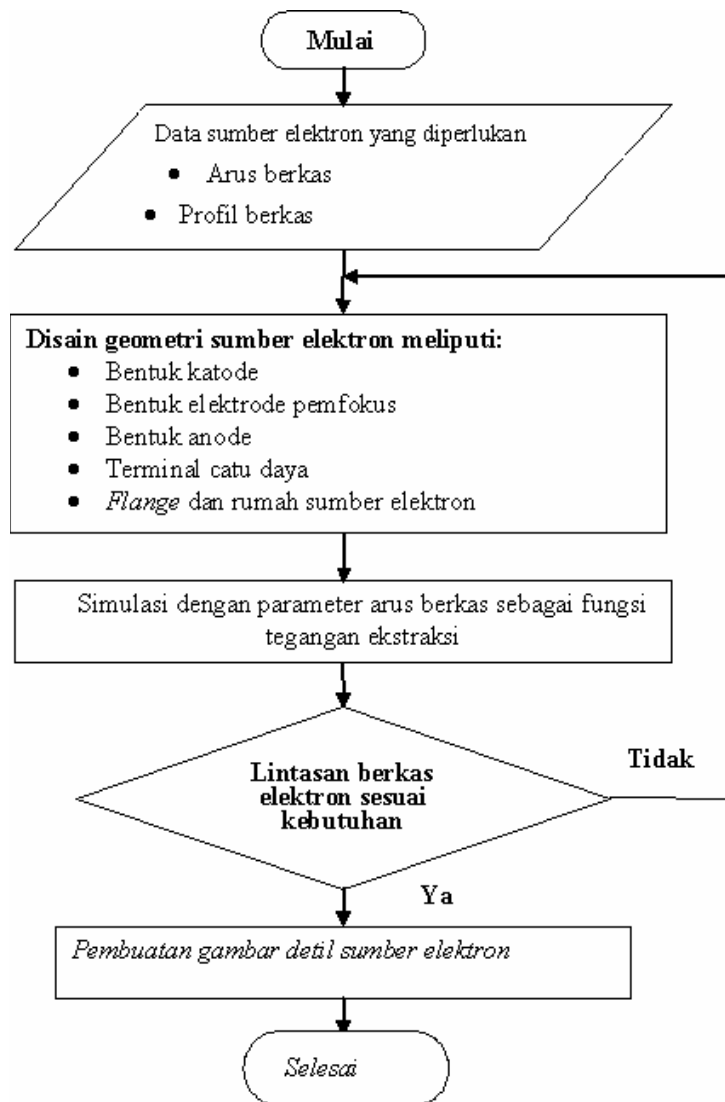 Mulai
Data sumber elektron yang diperlukan
• Arus berkas
• Profil berkas
Disain geometri sumber elektron meliputi:
• Bentuk katode
• Bentuk elektrode pemfokus
• Bentuk anode
• Terminal catu daya
• Flange dan rumah sumber elektron
Simulasi dengan parameter arus berkas sebagai fungsi
tegangan ekstraksi
Lintasan berkas
elektron sesuai
kebutuhan
Tidak
Ya
Pembuatan gambar detil sumber elektron
Selesai